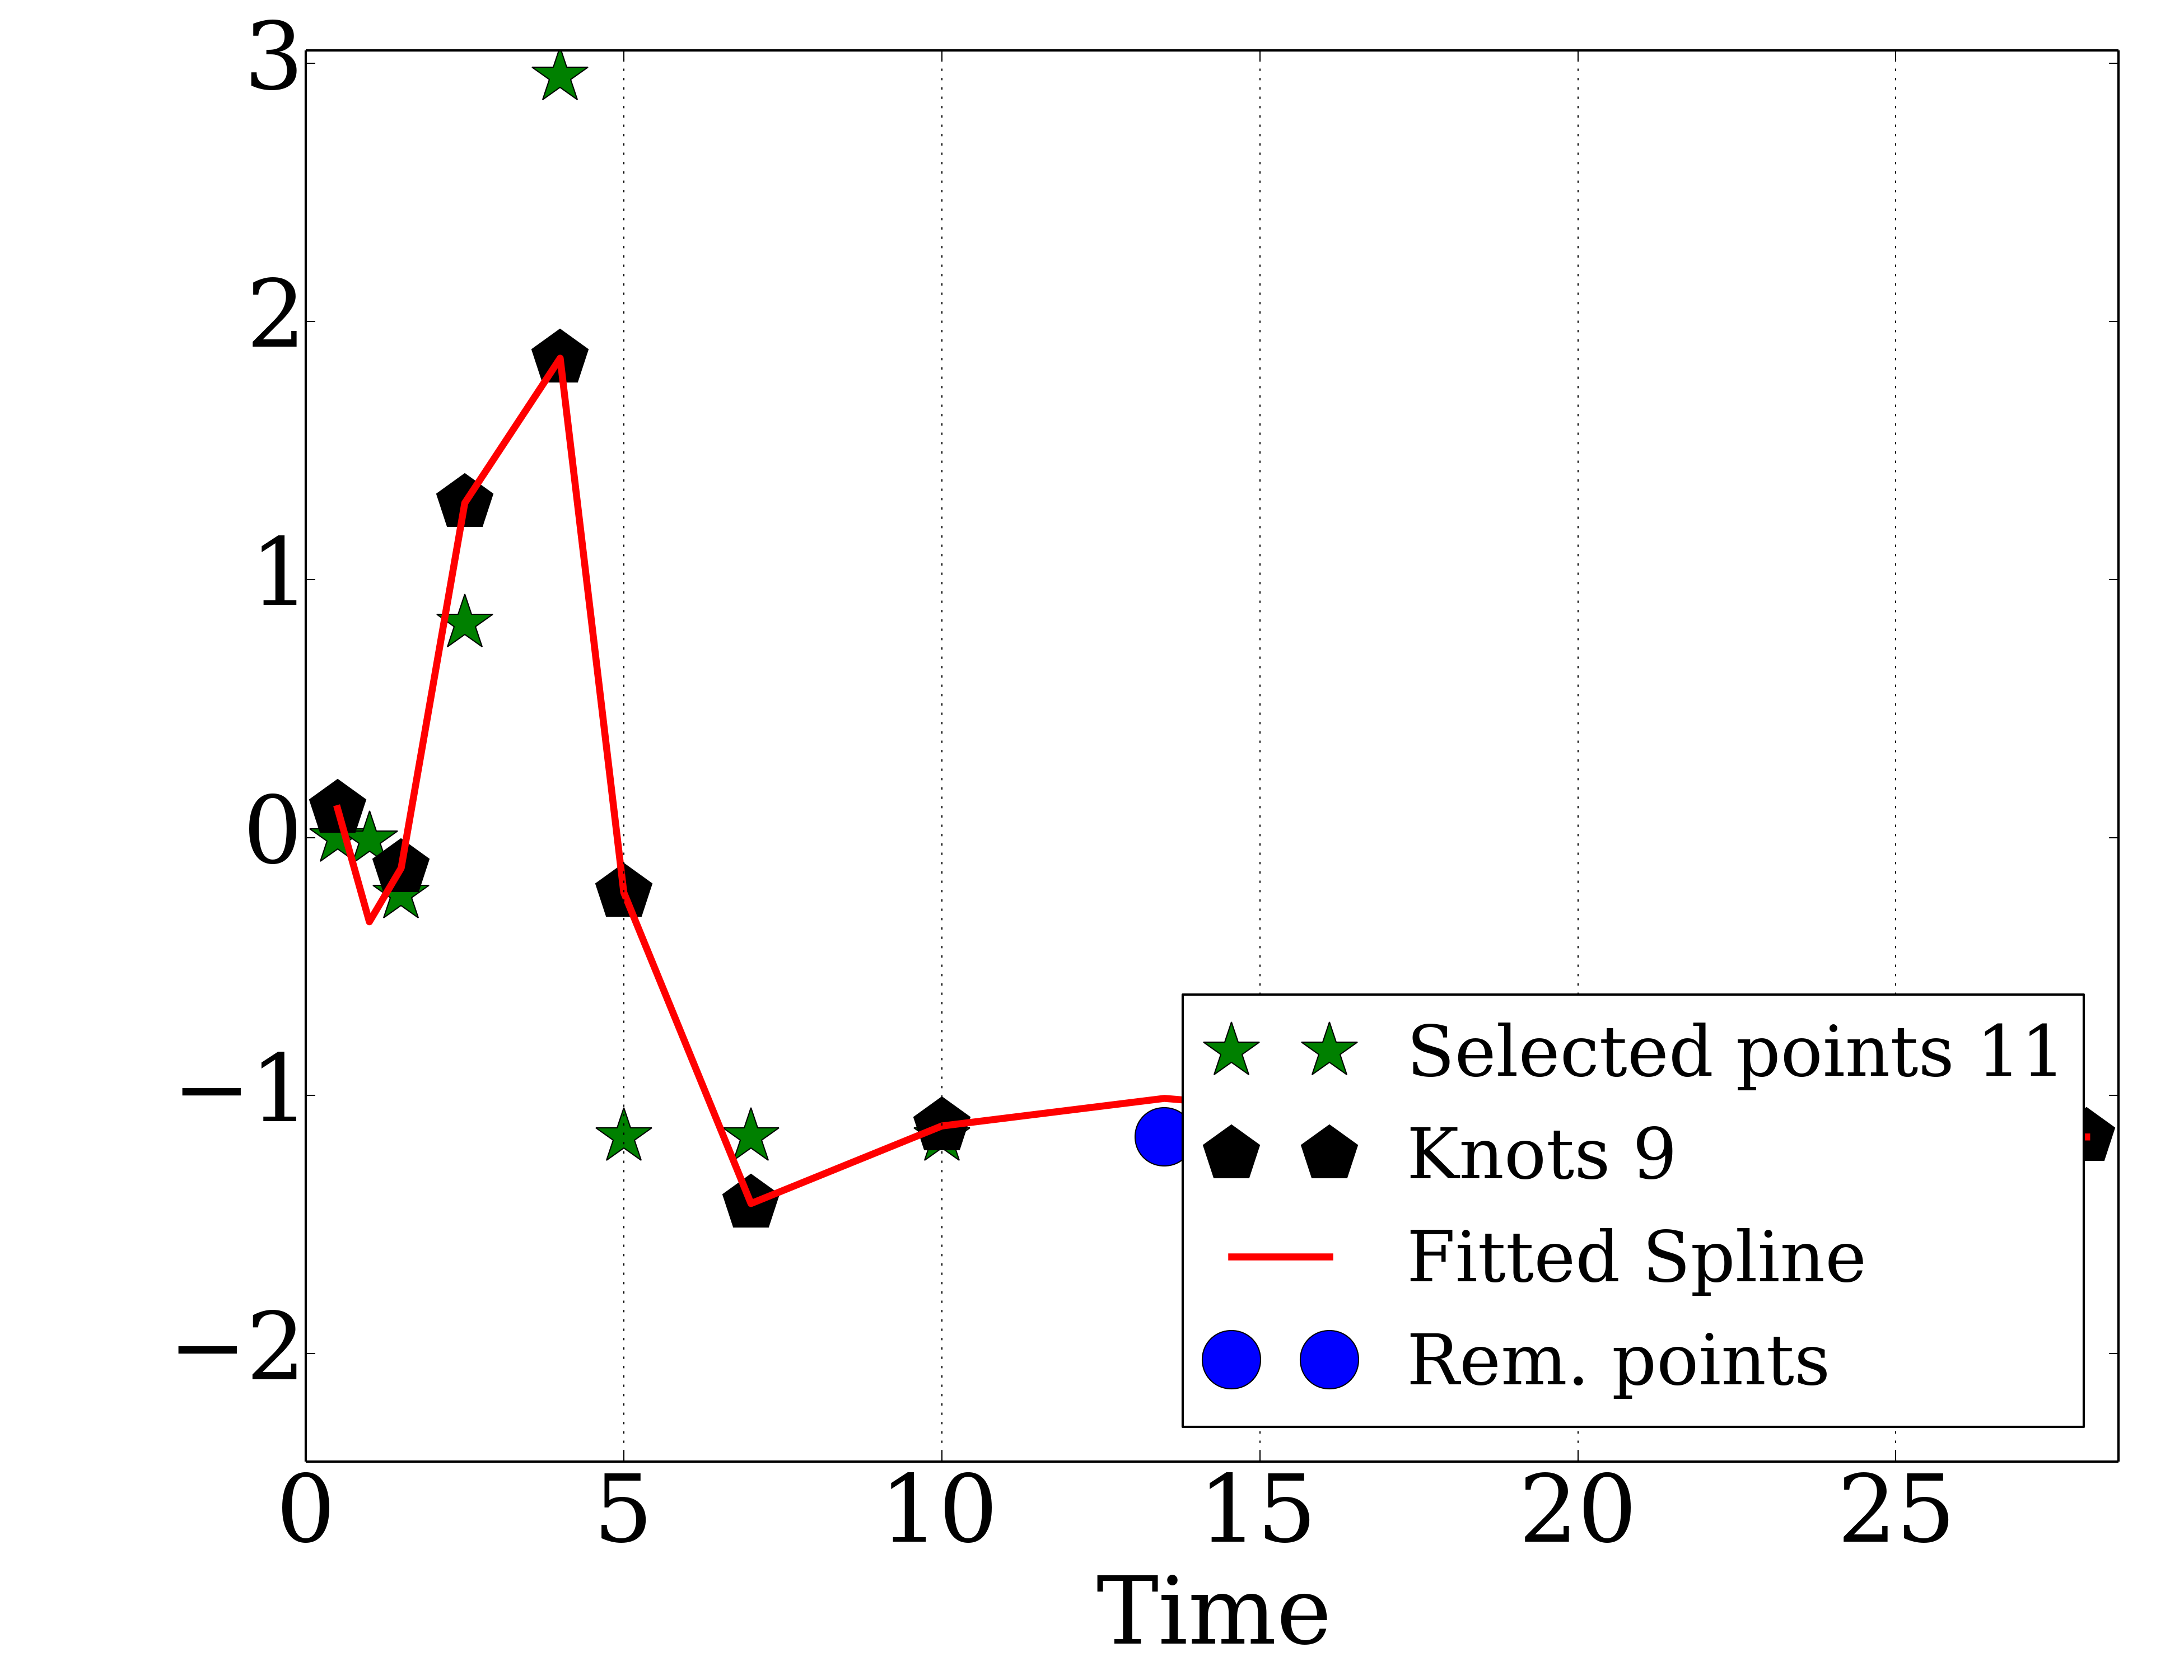 3
2
1
0
−1
−2
Selected points 11
Knots 9
Fitted Spline
Rem. points
0 5 10 15 20 25
Time